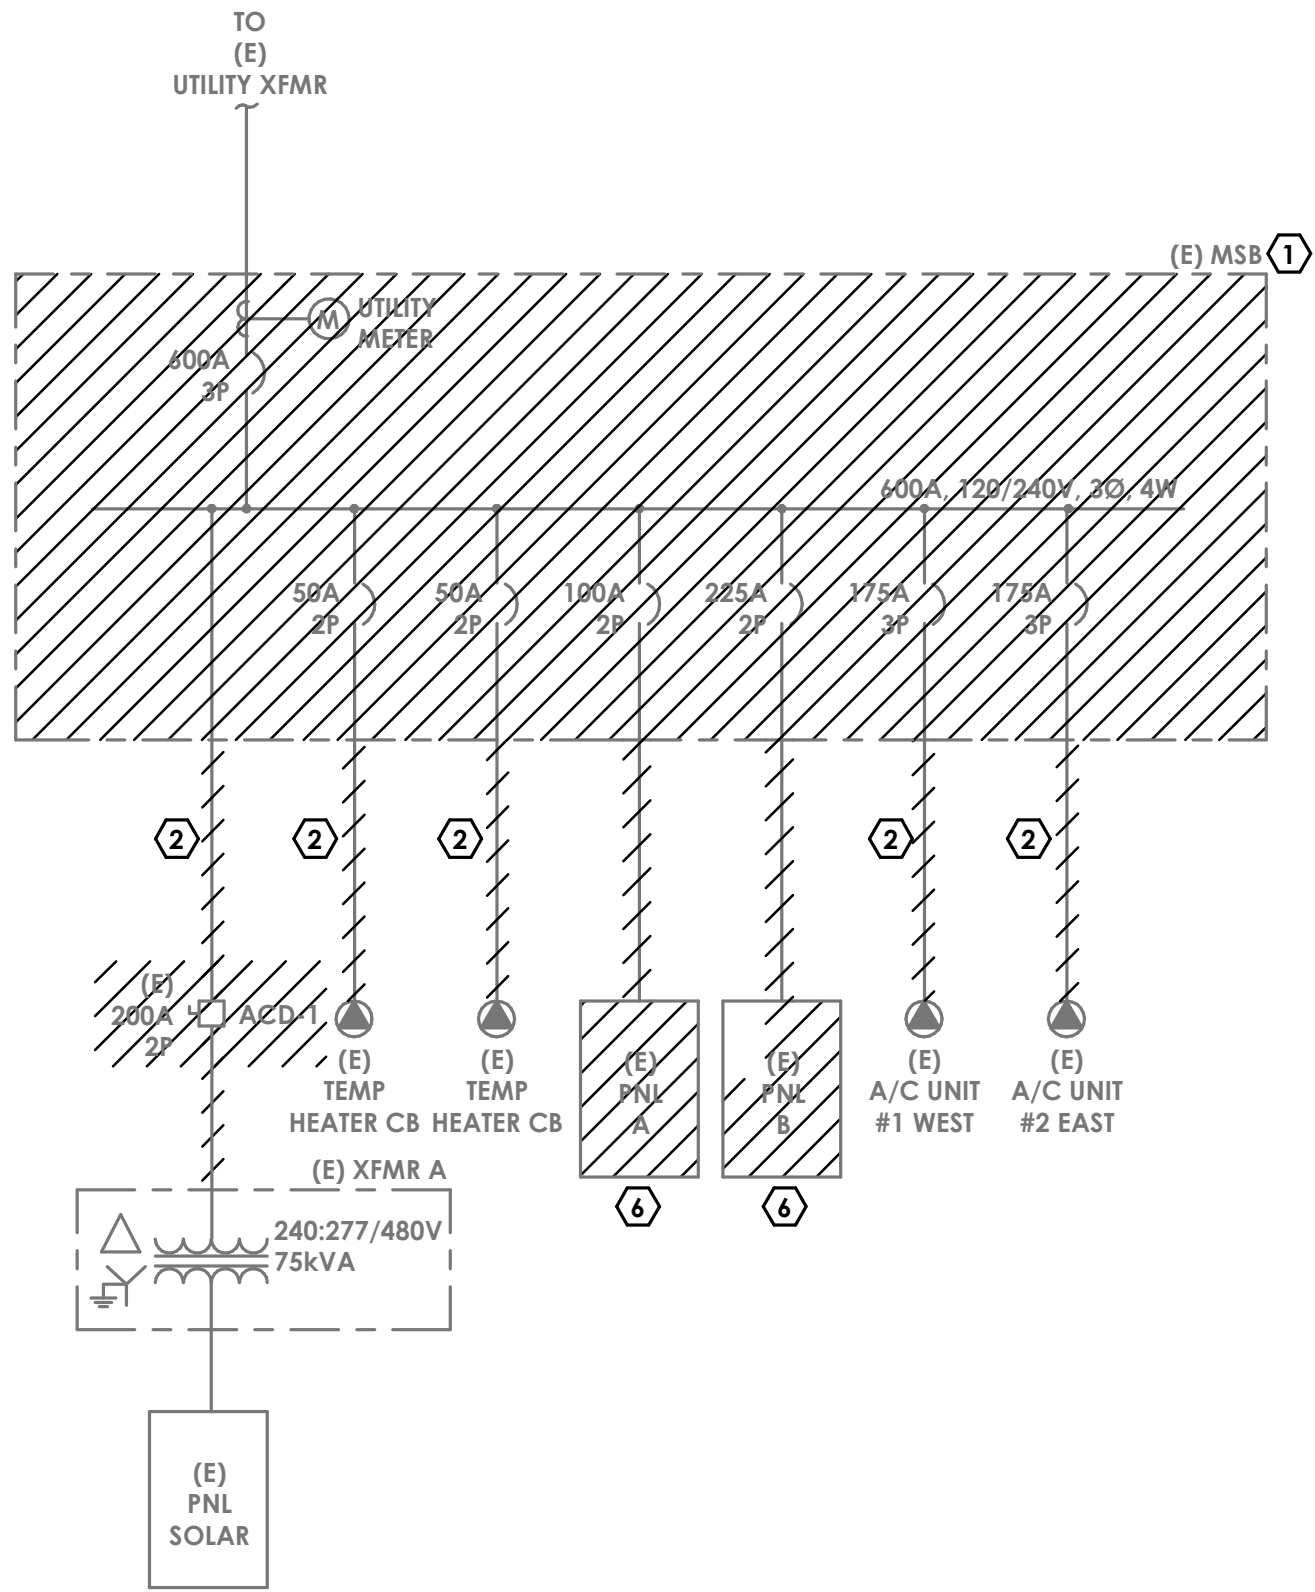 TO
(E)
UTILITY XFMR
(E) MSB 1
M UTILITY
METER
600A
3P
600A, 120/240V, 3Ø, 4W
50A 50A 100A 225A 175A 175A
2P 2P 2P 2P 3P 3P
2 2 2 2 2
(E)
200A ACD-1
2P
(E) (E) (E) (E) (E) (E)
TEMP TEMP PNL PNL A/C UNIT A/C UNIT
HEATER CB HEATER CB A B #1 WEST #2 EAST
(E) XFMR A
6 6
240:277/480V
75kVA
(E)
PNL
SOLAR